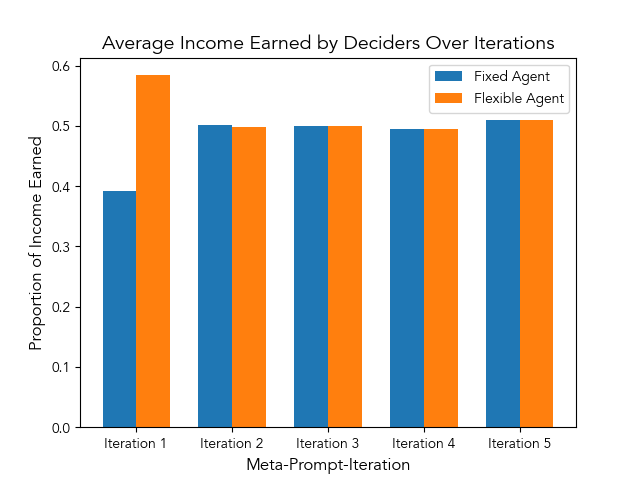 Average Income Earned by Deciders Over Iterations
Fixed Agent
Flexible Agent
Proportion of Income Earned
0.6
0.5
0.4
0.3
0.2
0.1
0.0
Iteration 1 Iteration 2 Iteration 3 Iteration 4 Iteration 5
Meta-Prompt-Iteration